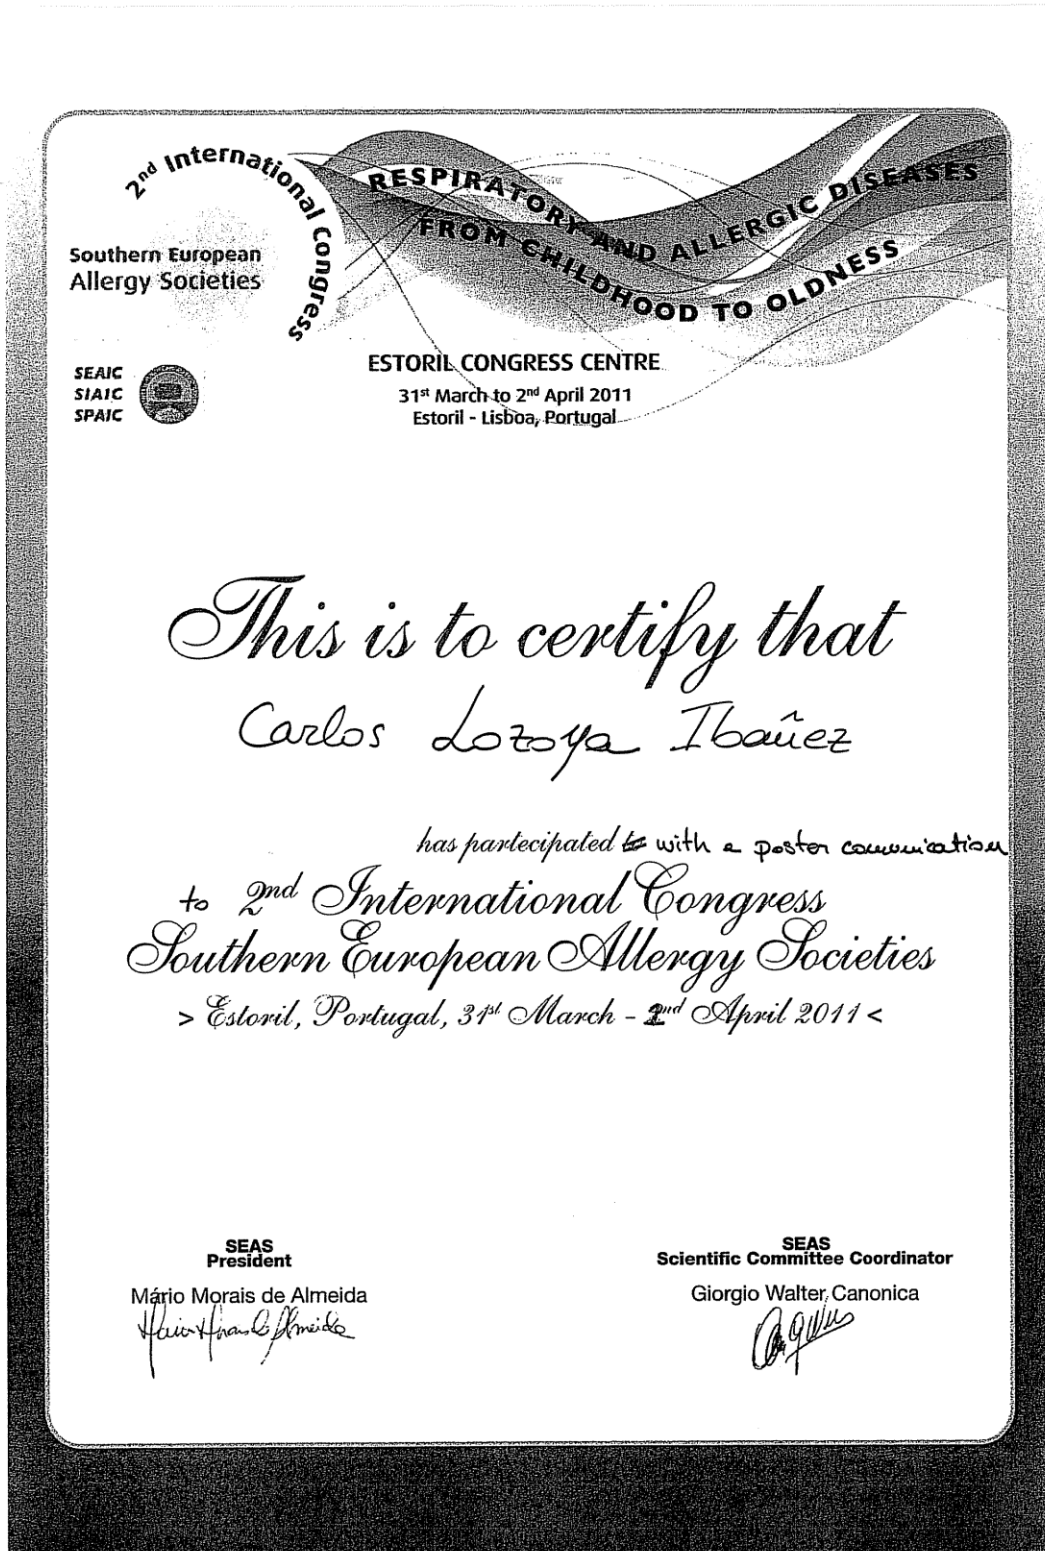 2nd International Congress
Southern European
Allergy Societies
RESPIRATORY AND ALLERGIC DISEASES
FROM CHILDHOOD TO OLDNESS
SEAIC
SIAIC
SPAIC
ESTORIL CONGRESS CENTRE
31st March to 2nd April 2011
Estoril - Lisboa, Portugal
This is to certify that
Carlos Lozoya Ibañez
has partecipated to with a poster communication
to 2nd International Congress
Southern European Allergy Societies
> Estoril, Portugal, 31st March - 2nd April 2011 <
SEAS
President
Mário Morais de Almeida
SEAS
Scientific Committee Coordinator
Giorgio Walter Canonica